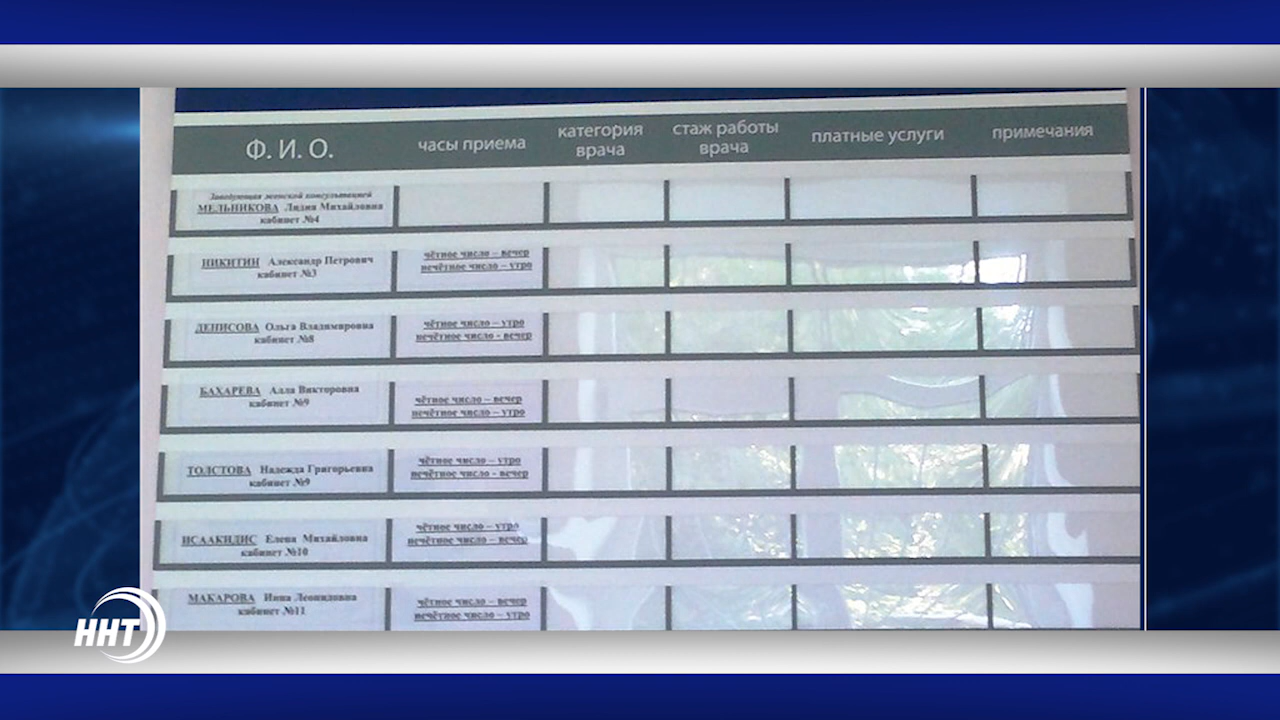 Ф. И. О. часы приема категория врача стаж работы врача платные услуги примечания
Заведующая женской консультацией
МЕЛЬНИКОВА Лидия Михайловна
кабинет №4
НИКИТИН Александр Петрович
кабинет №3
чётное число – вечер
нечётное число – утро
ДЕНИСОВА Ольга Владимировна
кабинет №8
чётное число – утро
нечётное число - вечер
БАХАРЕВА Алла Викторовна
кабинет №9
чётное число – вечер
нечётное число – утро
ТОЛСТОВА Надежда Григорьевна
кабинет №9
чётное число – утро
нечётное число - вечер
ИСААКИДИС Елена Михайловна
кабинет №10
чётное число – утро
нечётное число – вечер
МАКАРОВА Инна Леонидовна
кабинет №11
чётное число – вечер
нечётное число – утро
ННТ